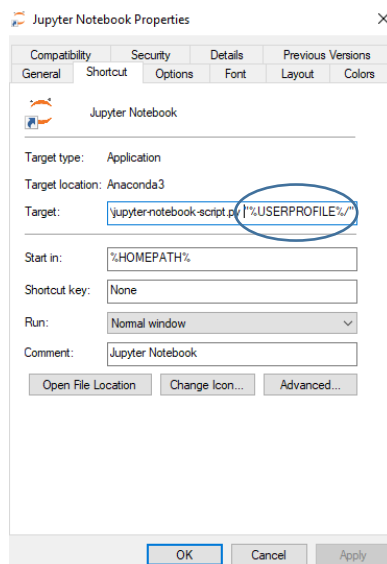 Jupyter Notebook Properties
Compatibility Security Details Previous Versions
General Shortcut Options Font Layout Colors
Jupyter Notebook
Target type: Application
Target location: Anaconda3
Target: \jupyter-notebook-script.py "%USERPROFILE%/"
Start in: %HOMEPATH%
Shortcut key: None
Run: Normal window
Comment: Jupyter Notebook
Open File Location Change Icon... Advanced...
OK Cancel Apply